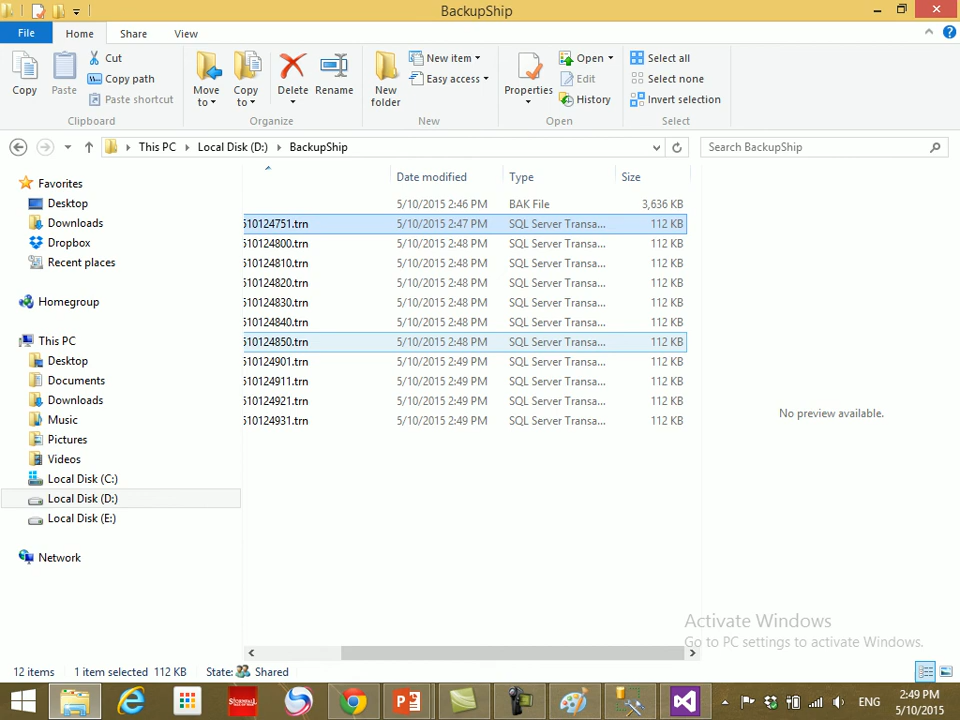 BackupShip
File Home Share View
Copy Paste Cut Copy path Paste shortcut Clipboard
Move to Copy to Delete Rename Organize
New folder New item Easy access New
Properties Open Edit History Open
Select all Select none Invert selection Select
This PC Local Disk (D:) BackupShip Search BackupShip
Date modified Type Size
5/10/2015 2:46 PM BAK File 3,636 KB
510124751.trn 5/10/2015 2:47 PM SQL Server Transa... 112 KB
510124800.trn 5/10/2015 2:48 PM SQL Server Transa... 112 KB
510124810.trn 5/10/2015 2:48 PM SQL Server Transa... 112 KB
510124820.trn 5/10/2015 2:48 PM SQL Server Transa... 112 KB
510124830.trn 5/10/2015 2:48 PM SQL Server Transa... 112 KB
510124840.trn 5/10/2015 2:48 PM SQL Server Transa... 112 KB
510124850.trn 5/10/2015 2:48 PM SQL Server Transa... 112 KB
510124901.trn 5/10/2015 2:49 PM SQL Server Transa... 112 KB
510124911.trn 5/10/2015 2:49 PM SQL Server Transa... 112 KB
510124921.trn 5/10/2015 2:49 PM SQL Server Transa... 112 KB
510124931.trn 5/10/2015 2:49 PM SQL Server Transa... 112 KB
Favorites
Desktop
Downloads
Dropbox
Recent places
Homegroup
This PC
Desktop
Documents
Downloads
Music
Pictures
Videos
Local Disk (C:)
Local Disk (D:)
Local Disk (E:)
Network
No preview available.
Activate Windows
Go to PC settings to activate Windows.
12 items 1 item selected 112 KB State: Shared
ENG
2:49 PM
5/10/2015